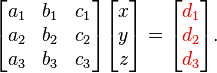 [a₁ b₁ c₁] [x] = [d₁]
[a₂ b₂ c₂] [y] = [d₂]
[a₃ b₃ c₃] [z] = [d₃].